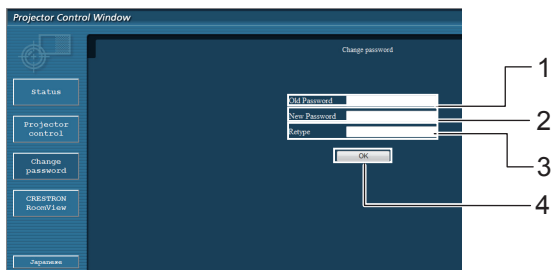 Projector Control Window
Change password
Status
Projector
control
Change
password
CRESTRON
RoomView
Japanese
Old Password
New Password
Retype
OK
1
2
3
4